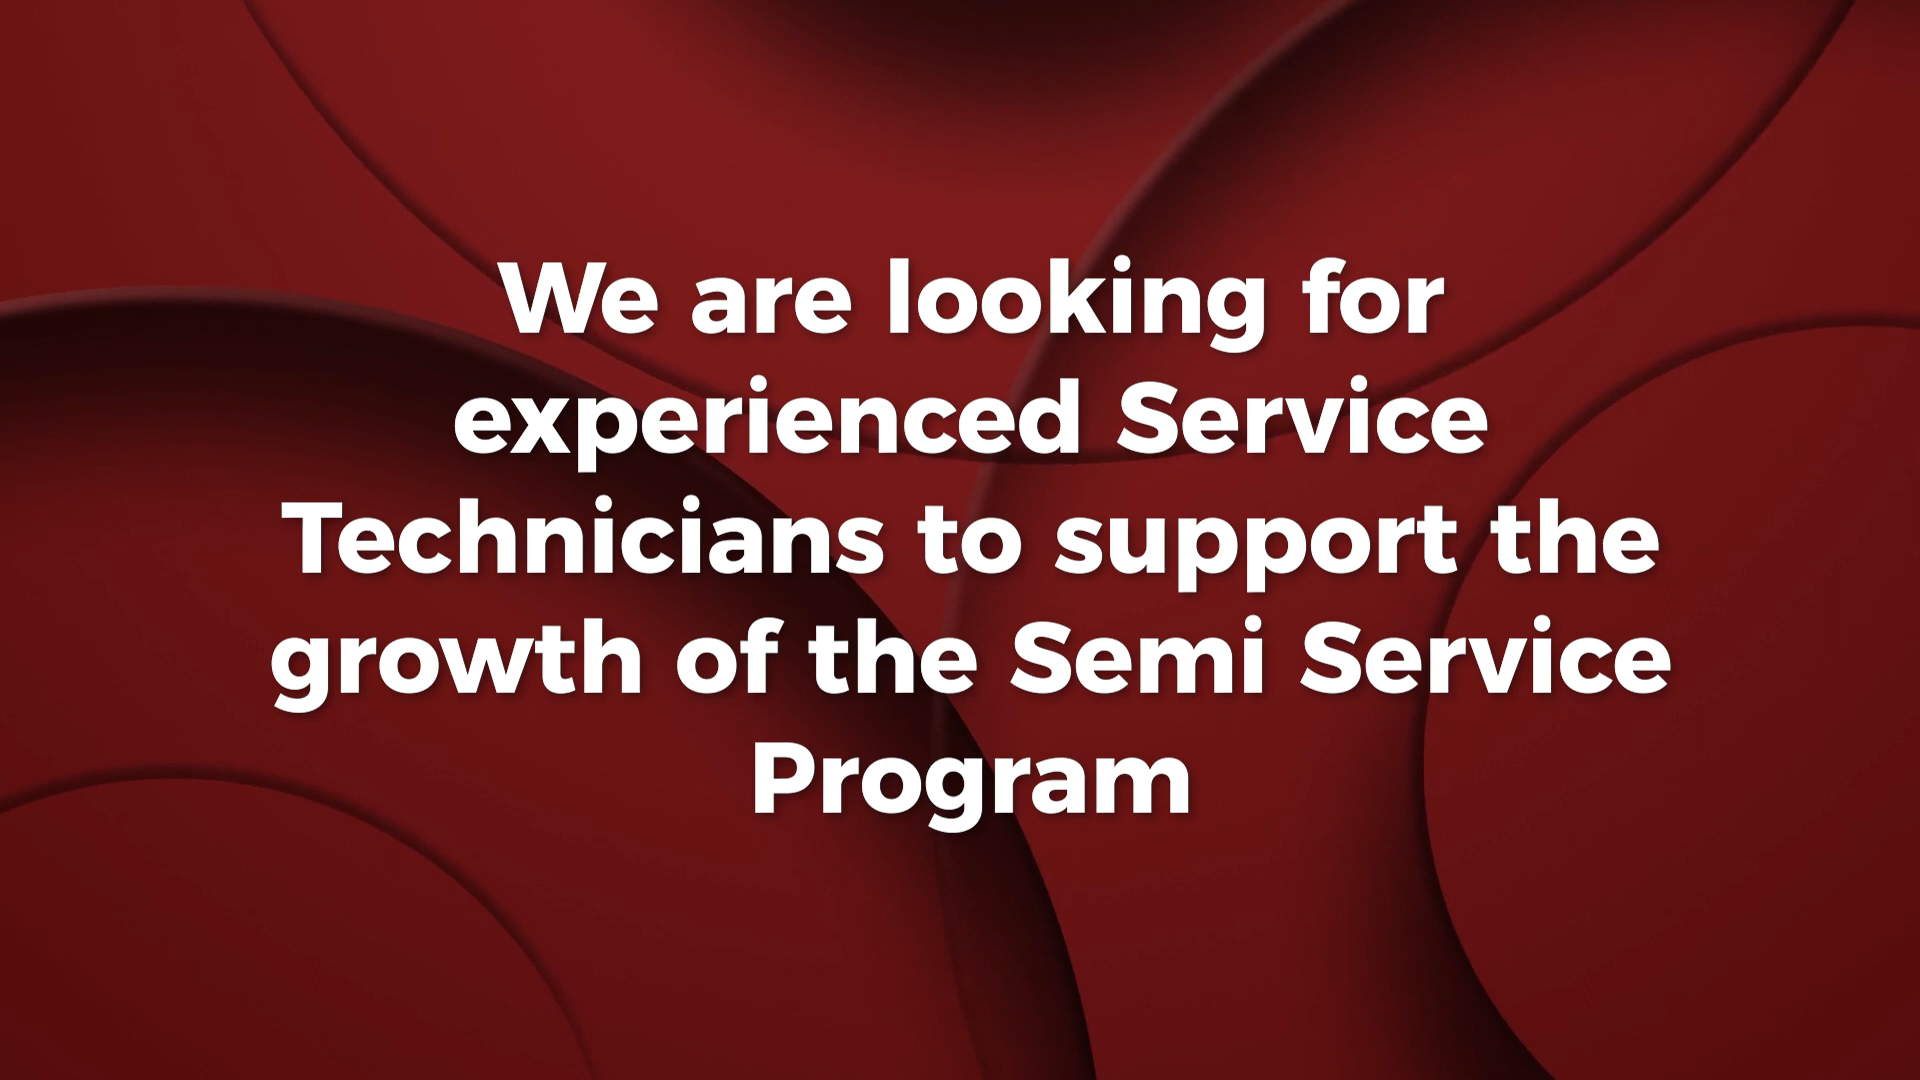 We are looking for
experienced Service
Technicians to support the
growth of the Semi Service
Program